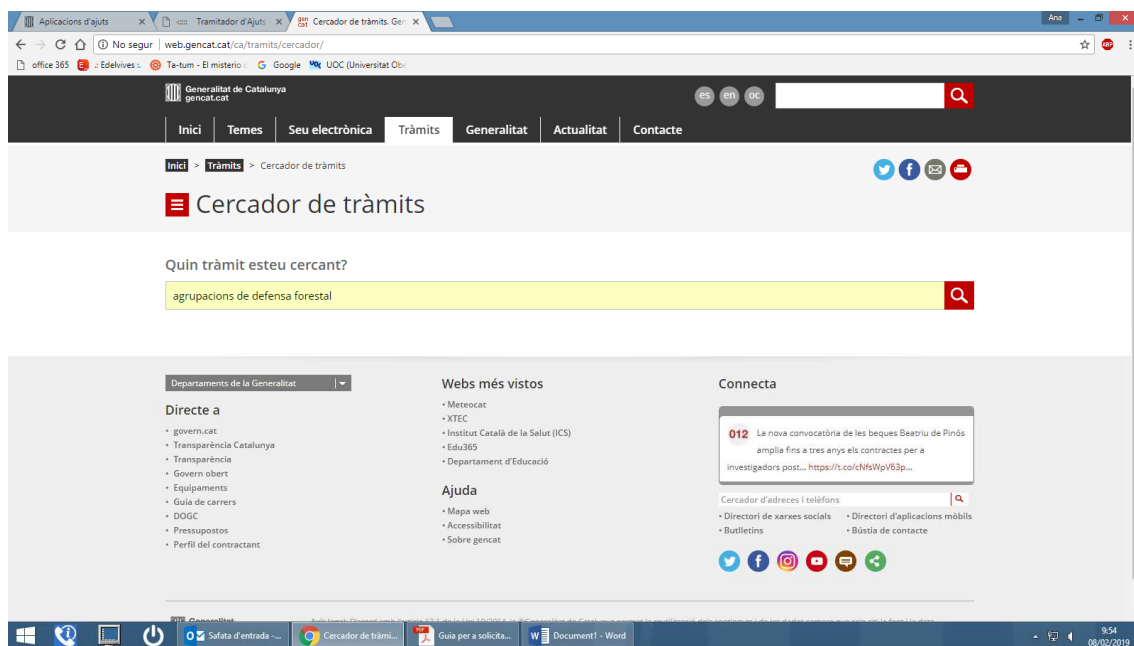 Aplicacions d'ajuts
Tramitador d'Ajuts
gen cat Cercador de tràmits. Gen
Ana
No segur | web.gencat.cat/ca/tramits/cercador/
ABP
office 365
.: Edelvives :.
Ta-tum - El misterio
Google
UOC (Universitat Obe
Generalitat de Catalunya
gencat.cat
es en oc
Inici Temes Seu electrònica Tràmits Generalitat Actualitat Contacte
Inici > Tràmits > Cercador de tràmits
Cercador de tràmits
Quin tràmit esteu cercant?
agrupacions de defensa forestal
Departaments de la Generalitat
Directe a
• govern.cat
• Transparència Catalunya
• Transparència
• Govern obert
• Equipaments
• Guia de carrers
• DOGC
• Pressupostos
• Perfil del contractant
Webs més vistos
• Meteocat
• XTEC
• Institut Català de la Salut (ICS)
• Edu365
• Departament d'Educació
Ajuda
• Mapa web
• Accessibilitat
• Sobre gencat
Connecta
012 La nova convocatòria de les beques Beatriu de Pinós
amplia fins a tres anys els contractes per a
investigadors post... https://t.co/cNfsWpV63p...
Cercador d'adreces i telèfons
• Directori de xarxes socials • Directori d'aplicacions mòbils
• Butlletins • Bústia de contacte
Safata d'entrada -...
Cercador de tràmi...
Guia per a solicita...
Document1 - Word
9:54
08/02/2019